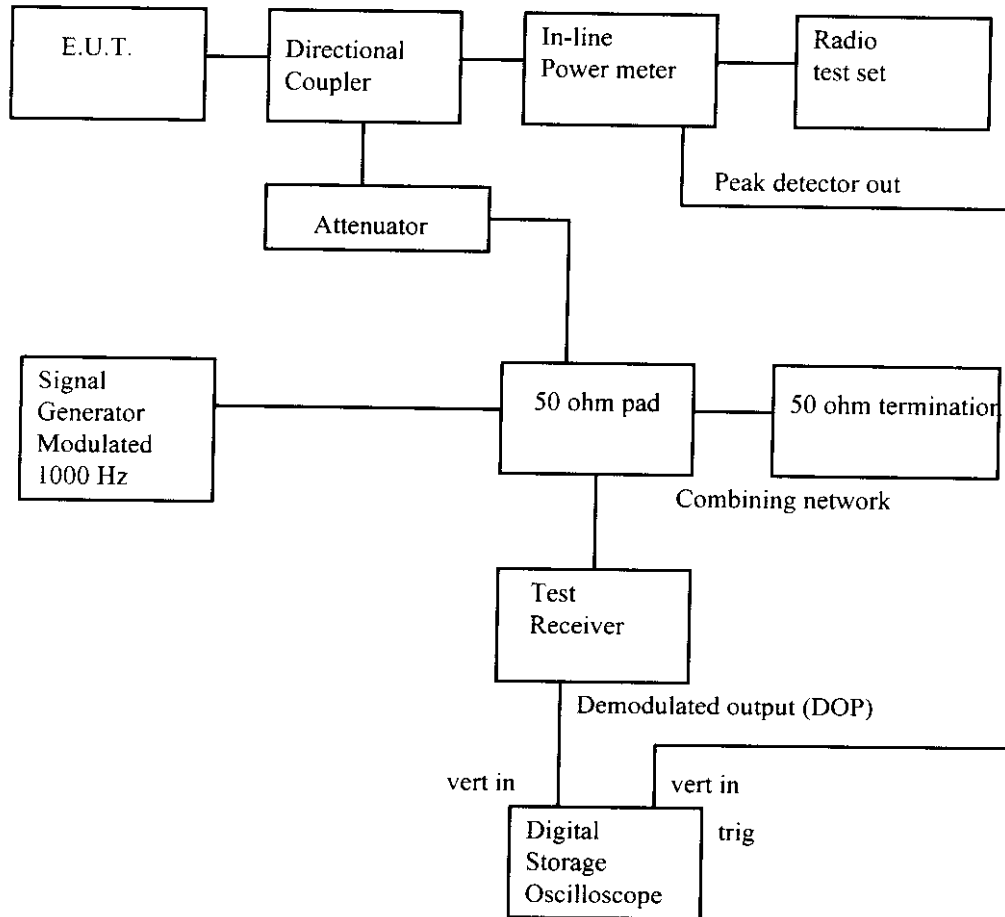 E.U.T.
Directional
Coupler
In-line
Power meter
Radio
test set
Peak detector out
Attenuator
Signal
Generator
Modulated
1000 Hz
50 ohm pad
50 ohm termination
Combining network
Test
Receiver
Demodulated output (DOP)
vert in
vert in
trig
Digital
Storage
Oscilloscope